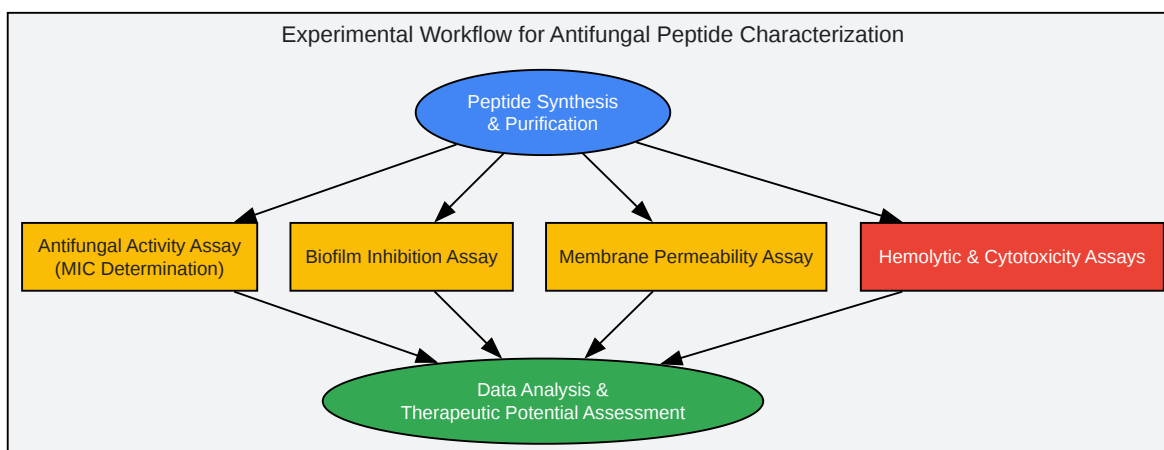 Experimental Workflow for Antifungal Peptide Characterization
Peptide Synthesis
& Purification
Antifungal Activity Assay
(MIC Determination)
Biofilm Inhibition Assay
Membrane Permeability Assay
Hemolytic & Cytotoxicity Assays
Data Analysis &
Therapeutic Potential Assessment